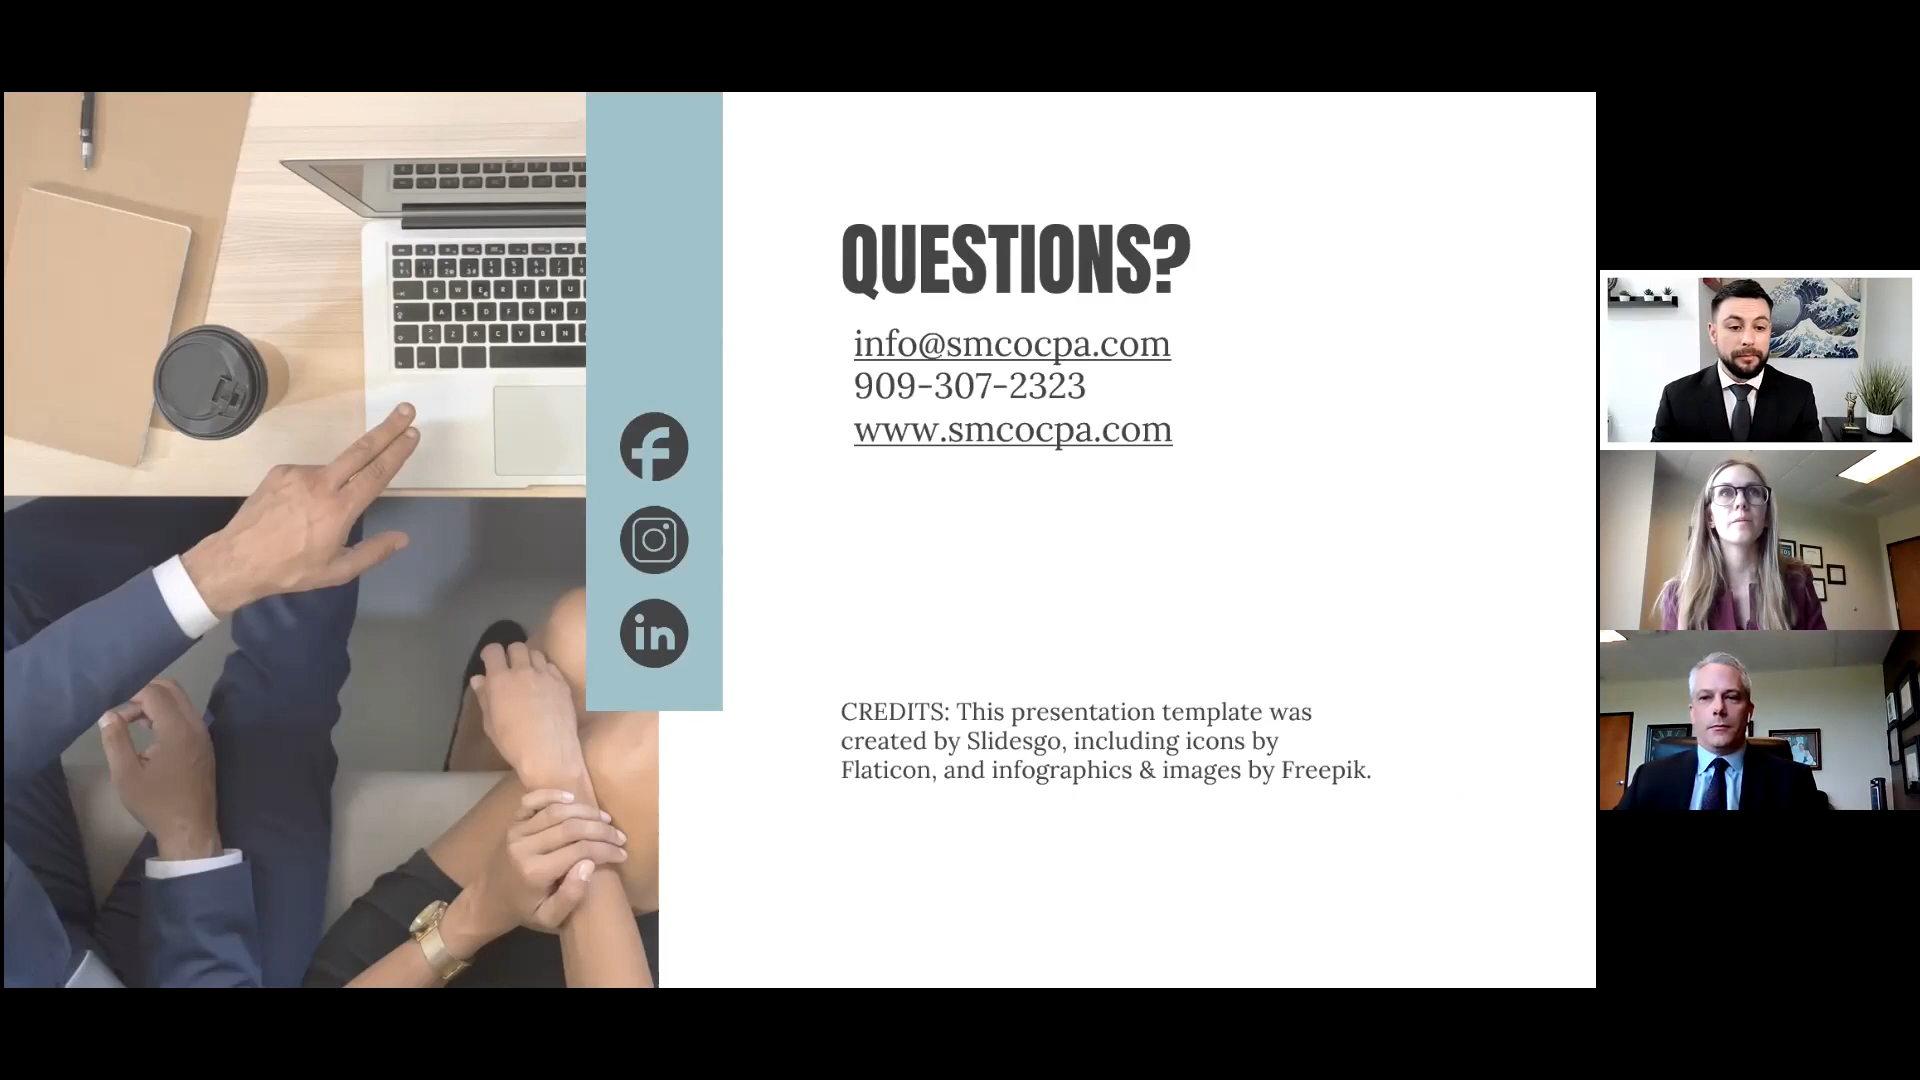 QUESTIONS?
info@smcocpa.com
909-307-2323
www.smcocpa.com
CREDITS: This presentation template was
created by Slidesgo, including icons by
Flaticon, and infographics & images by Freepik.